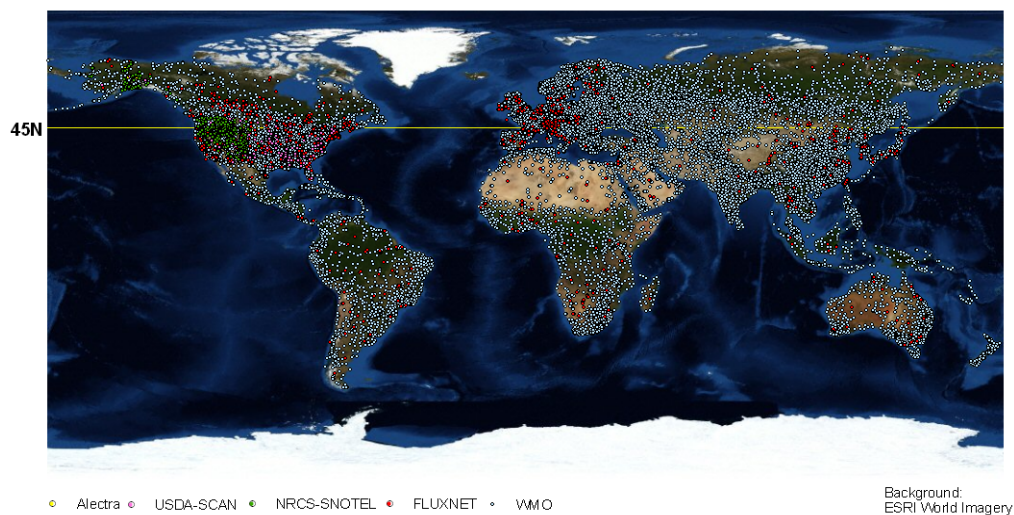 45N
Alectra USDA-SCAN NRCS-SNOTEL FLUXNET WMO
Background:
ESRI World Imagery